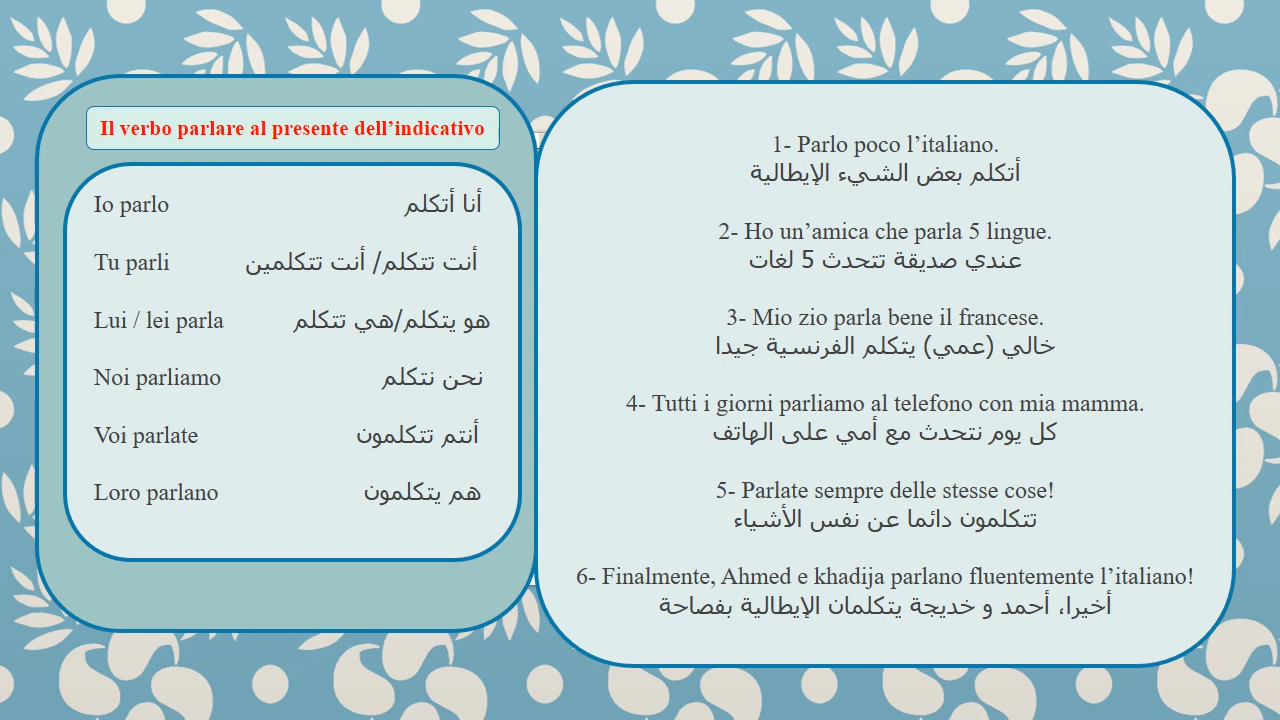 Il verbo parlare al presente dell’indicativo
Io parlo أنا أتكلم
Tu parli أنت تتكلم/ أنت تتكلمين
Lui / lei parla هو يتكلم/هي تتكلم
Noi parliamo نحن نتكلم
Voi parlate أنتم تتكلمون
Loro parlano هم يتكلمون
1- Parlo poco l’italiano.
أتكلم بعض الشيء الإيطالية
2- Ho un’amica che parla 5 lingue.
عندي صديقة تتحدث 5 لغات
3- Mio zio parla bene il francese.
خالي (عمي) يتكلم الفرنسية جيدا
4- Tutti i giorni parliamo al telefono con mia mamma.
كل يوم نتحدث مع أمي على الهاتف
5- Parlate sempre delle stesse cose!
تتكلمون دائما عن نفس الأشياء
6- Finalmente, Ahmed e khadija parlano fluentemente l’italiano!
أخيرا، أحمد و خديجة يتكلمان الإيطالية بفصاحة